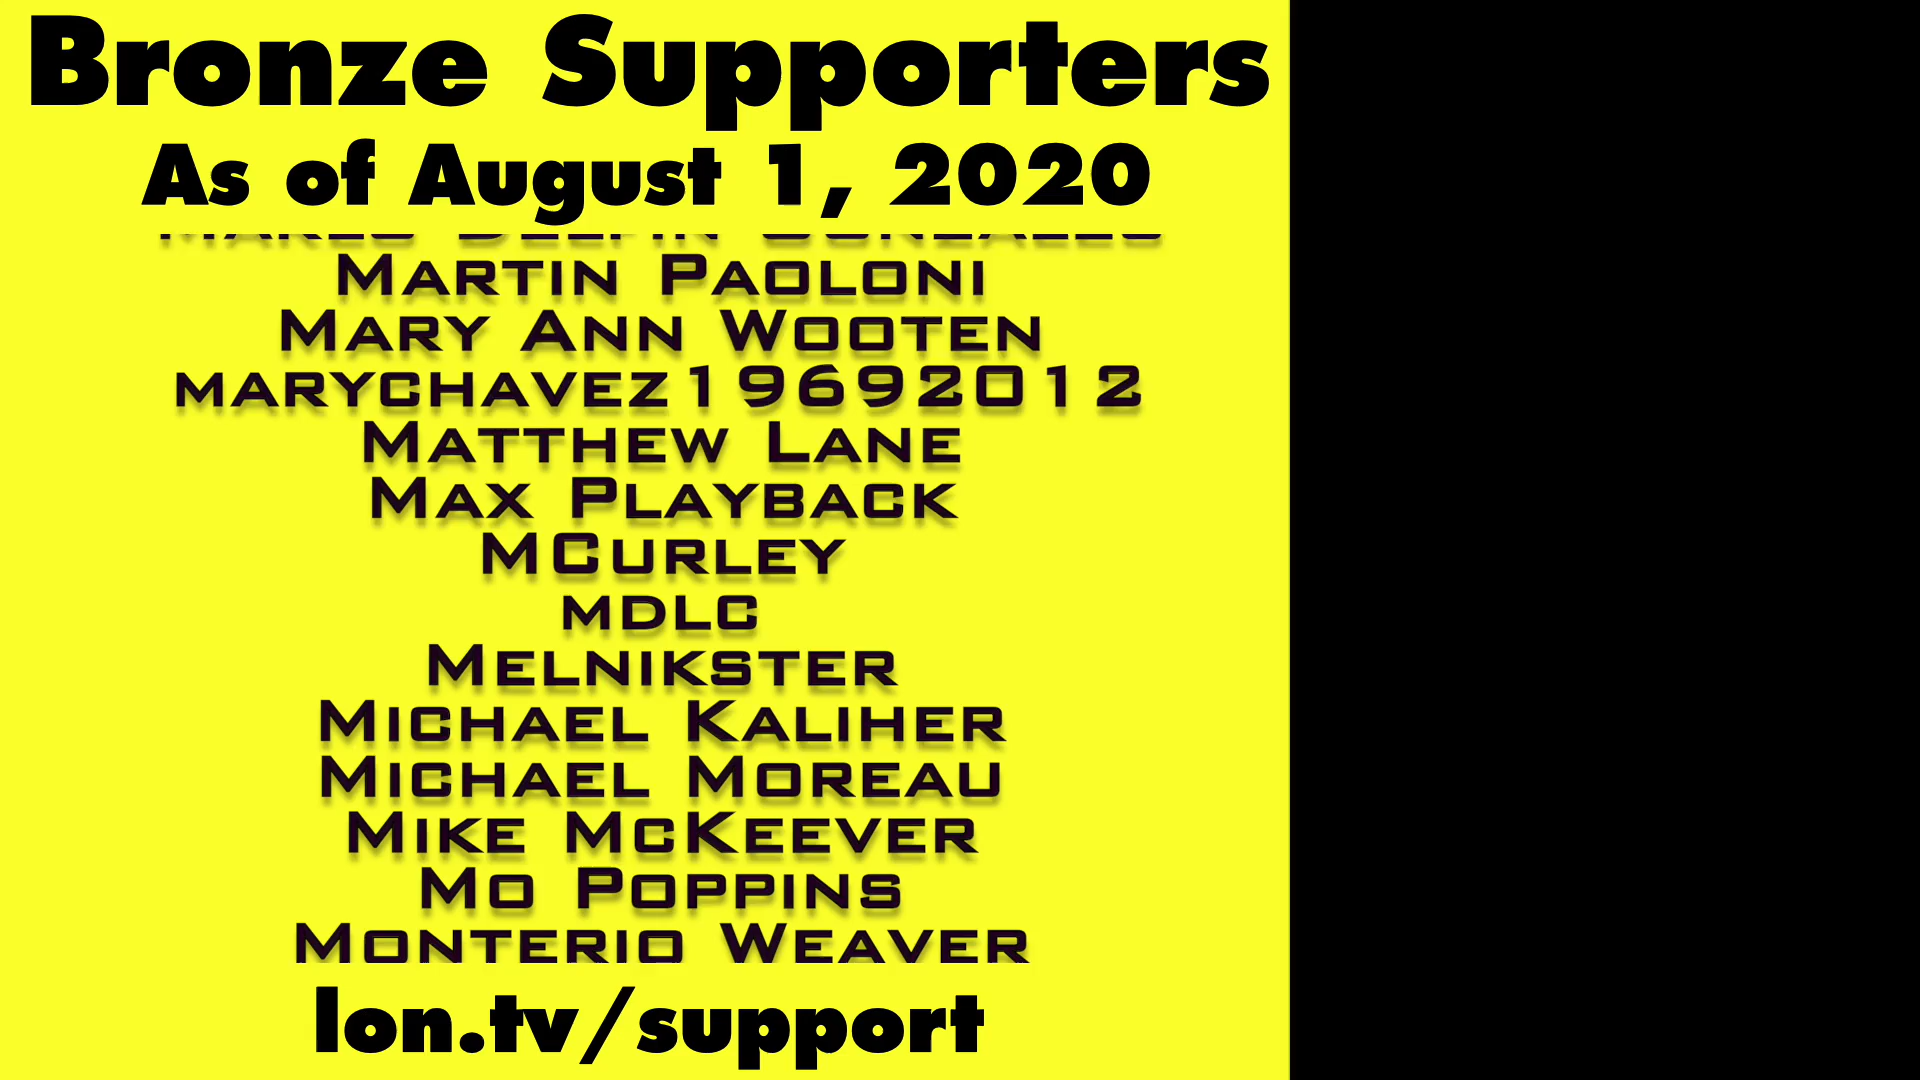 Bronze Supporters
As of August 1, 2020
Martin Paoloni
Mary Ann Wooten
marychavez19692012
Matthew Lane
Max Playback
MCurley
mdlc
Melnikster
Michael Kaliher
Michael Moreau
Mike McKeever
Mo Poppins
Monterio Weaver
lon.tv/support